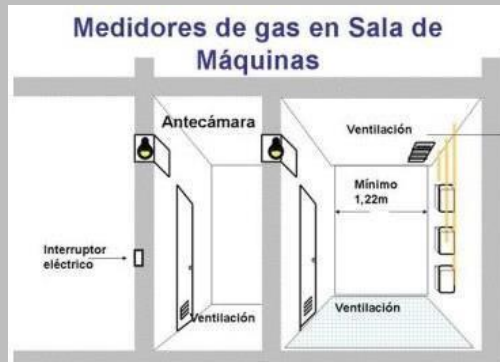 Medidores de gas en Sala de
Máquinas
Antecámara
Ventilación
Mínimo
1,22m
Interruptor
eléctrico
Ventilación
Ventilación